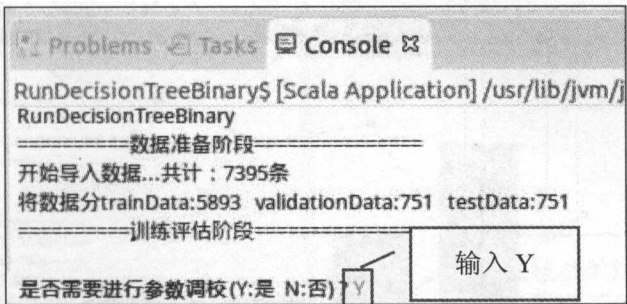 Problems Tasks Console
RunDecisionTreeBinary$ [Scala Application] /usr/lib/jvm/j
RunDecisionTreeBinary
==========数据准备阶段===============
开始导入数据...共计：7395条
将数据分trainData:5893 validationData:751 testData:751
==========训练评估阶段===============
是否需要进行参数调校(Y:是 N:否)？Y
输入 Y